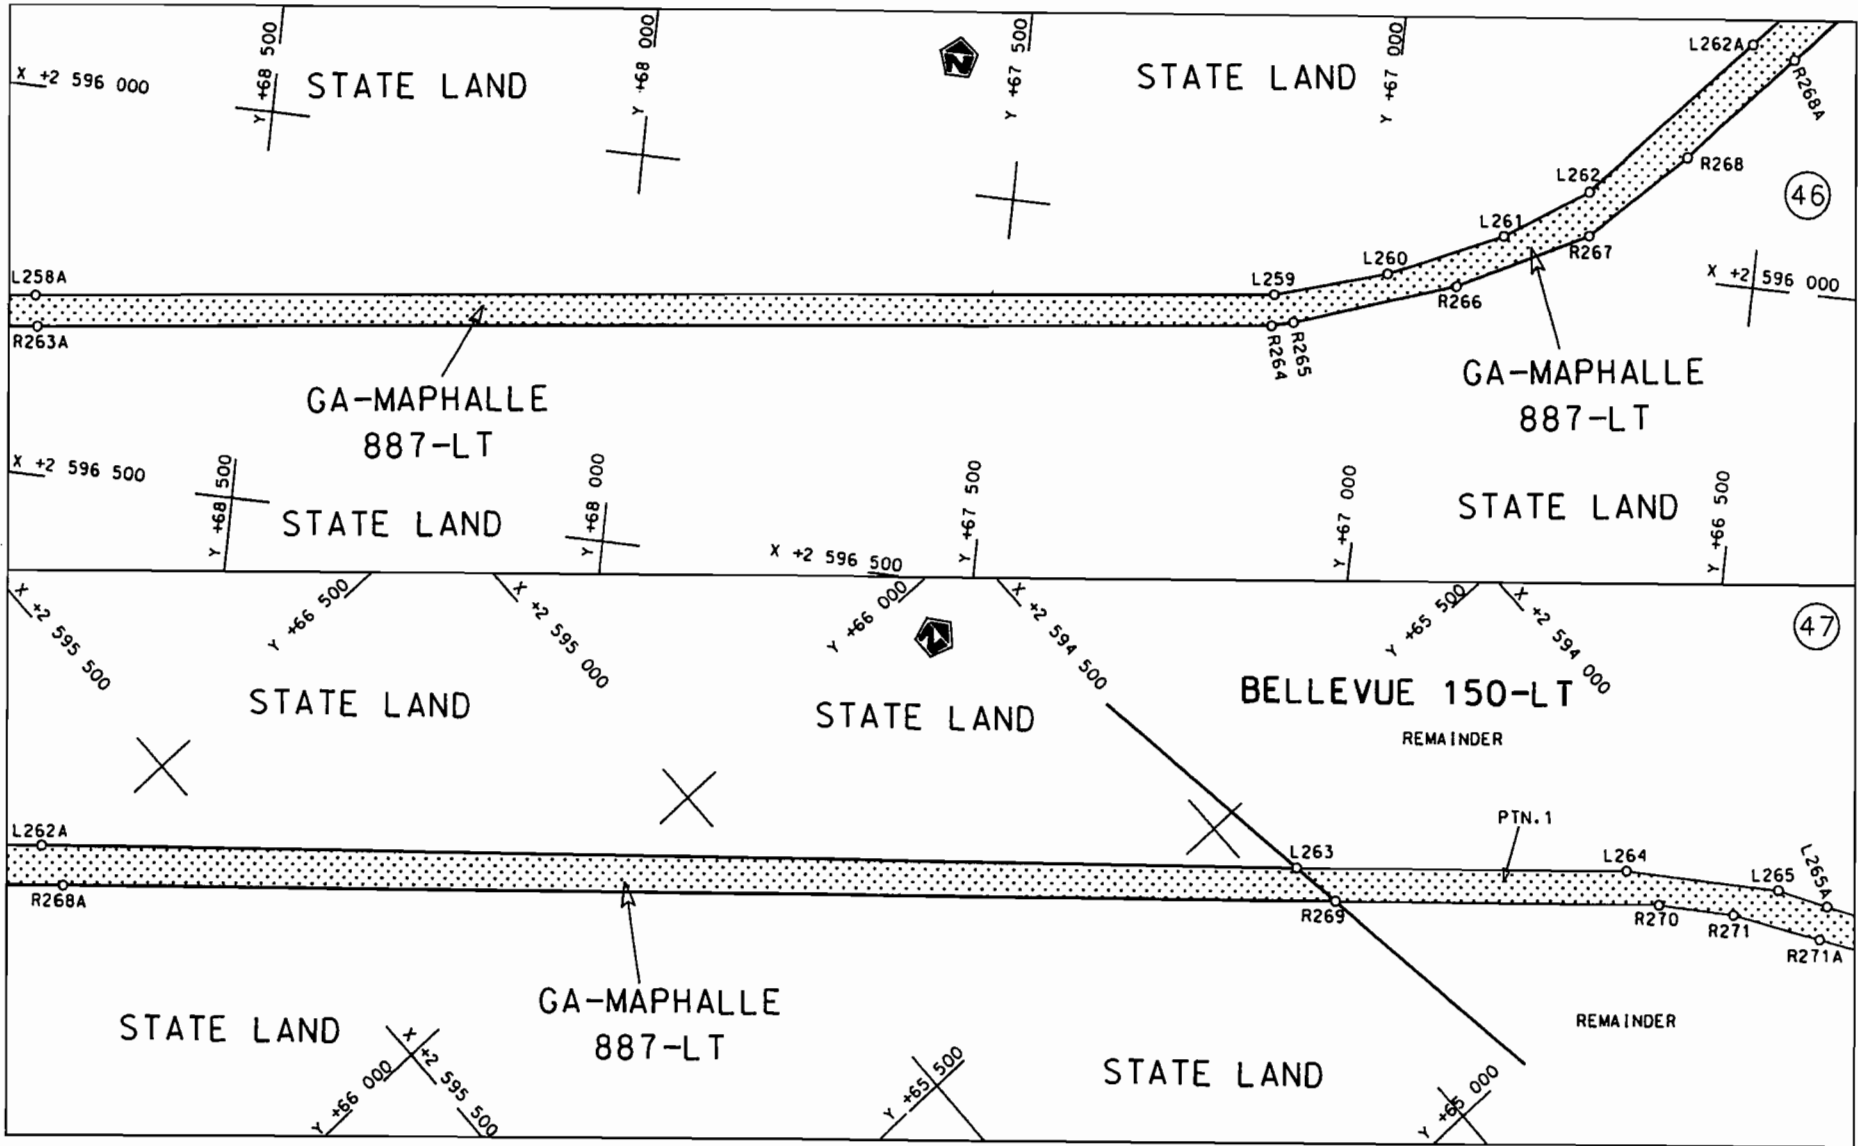 Y +68 500
Y +68 000
N
Y +67 500
Y +67 000
L262A
R268A
X +2 596 000
STATE LAND
STATE LAND
R268
46
L262
L261
R267
L260
R266
X +2 596 000
L258A
L259
R263A
R264
R265
GA-MAPHALLE
887-LT
GA-MAPHALLE
887-LT
X +2 596 500
Y +68 500
Y +68 000
Y +67 500
Y +67 000
Y +66 500
STATE LAND
STATE LAND
X +2 596 500
X +2 595 500
Y +66 500
X +2 595 000
Y +66 000
N
X +2 594 500
Y +65 500
X +2 594 000
47
STATE LAND
STATE LAND
BELLEVUE 150-LT
REMAINDER
L262A
R268A
L263
R269
PTN.1
L264
L265
L265A
R270
R271
R271A
GA-MAPHALLE
887-LT
STATE LAND
STATE LAND
REMAINDER
Y +66 000
X +2 595 500
Y +65 500
Y +65 000